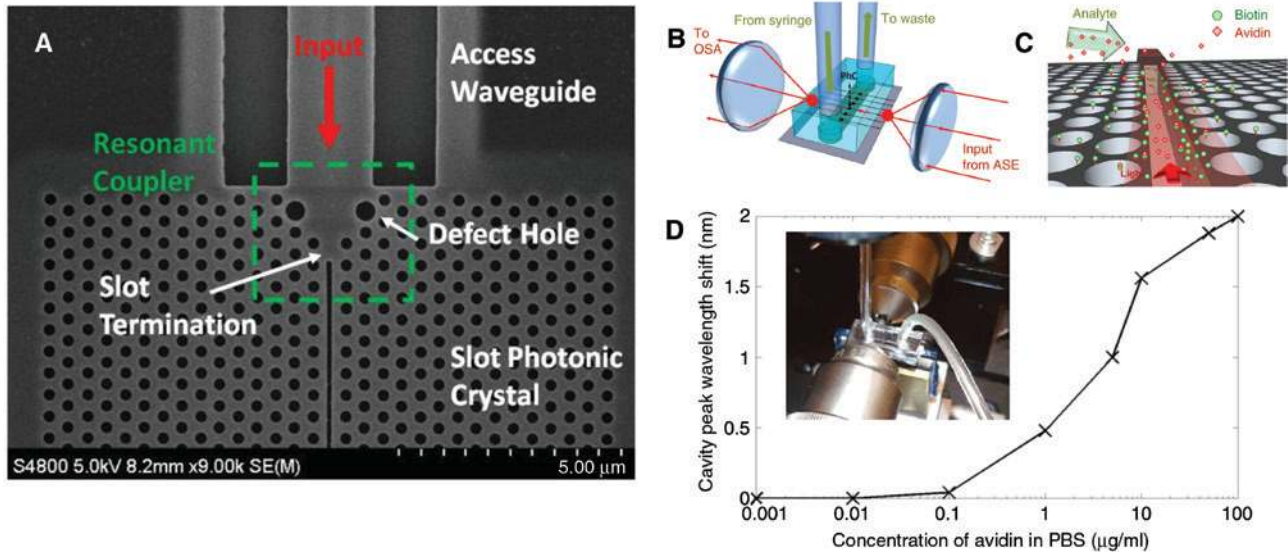 A
Input
Access
Waveguide
Resonant
Coupler
Defect Hole
Slot
Termination
Slot Photonic
Crystal
S4800 5.0kV 8.2mm x9.00k SE(M)
5.00 μm
B
From syringe
To waste
To
OSA
PhC
Input
from ASE
C
Analyte
Biotin
Avidin
Light
D
Cavity peak wavelength shift (nm)
2
1.5
1
0.5
0
0.001
0.01
0.1
1
10
100
Concentration of avidin in PBS (μg/ml)